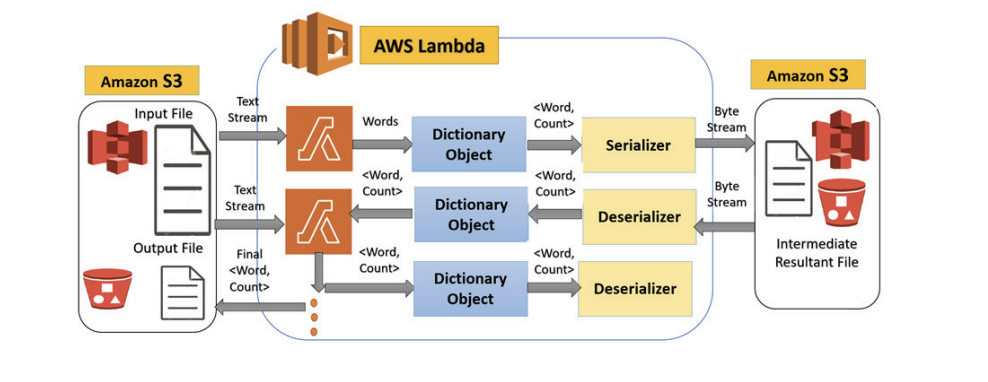 AWS Lambda
Amazon S3
Amazon S3
Input File
Text
Stream
Words
Dictionary
Object
<Word,
Count>
Serializer
Byte
Stream
Text
Stream
<Word,
Count>
Dictionary
Object
<Word,
Count>
Deserializer
Byte
Stream
Intermediate
Resultant File
Output File
Final
<Word,
Count>
<Word,
Count>
Dictionary
Object
<Word,
Count>
Deserializer